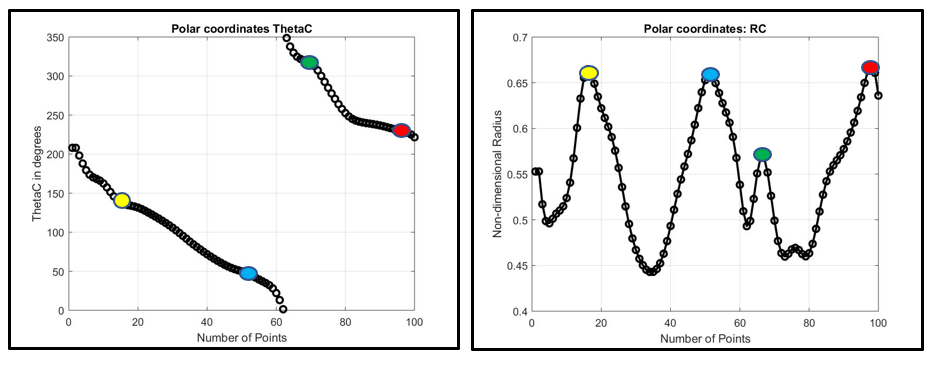 Polar coordinates ThetaC
350
300
250
200
150
100
50
0
ThetaC in degrees
0 20 40 60 80 100
Number of Points
Polar coordinates: RC
0.7
0.65
0.6
0.55
0.5
0.45
0.4
Non-dimensional Radius
0 20 40 60 80 100
Number of Points